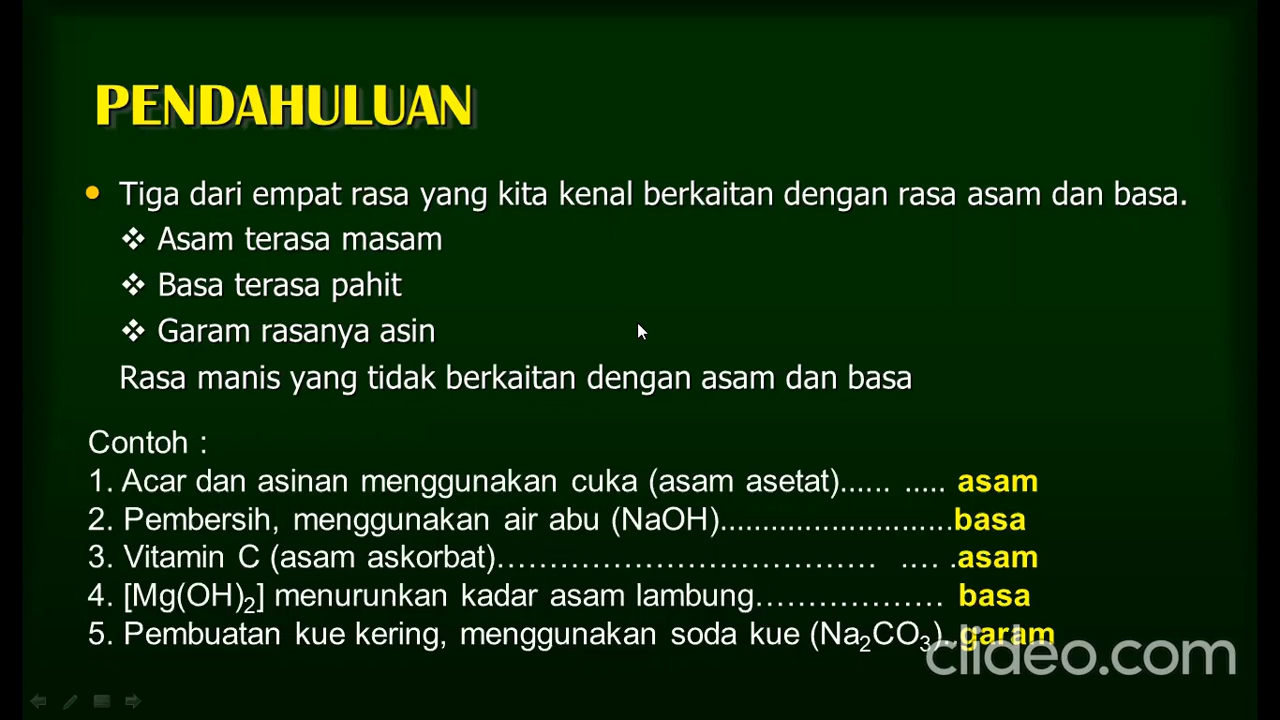 PENDAHULUAN
• Tiga dari empat rasa yang kita kenal berkaitan dengan rasa asam dan basa.
❖ Asam terasa masam
❖ Basa terasa pahit
❖ Garam rasanya asin
Rasa manis yang tidak berkaitan dengan asam dan basa
Contoh :
1. Acar dan asinan menggunakan cuka (asam asetat)...... ..... asam
2. Pembersih, menggunakan air abu (NaOH)............................basa
3. Vitamin C (asam askorbat)……………………………… …. .asam
4. [Mg(OH)₂] menurunkan kadar asam lambung……………… basa
5. Pembuatan kue kering, menggunakan soda kue (Na₂CO₃)..garam
clideo.com